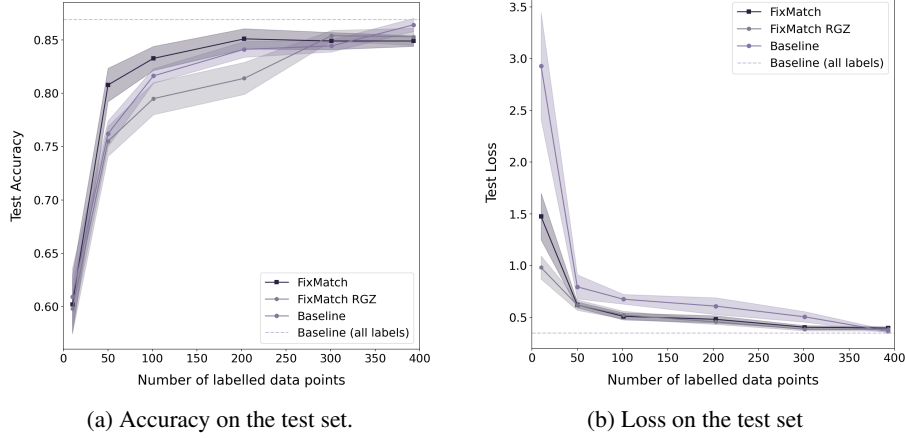 0.85
0.80
0.75
0.70
0.65
0.60
Test Accuracy
FixMatch
FixMatch RGZ
Baseline
Baseline (all labels)
0 50 100 150 200 250 300 350 400
Number of labelled data points
(a) Accuracy on the test set.
3.5
3.0
2.5
2.0
1.5
1.0
0.5
Test Loss
FixMatch
FixMatch RGZ
Baseline
Baseline (all labels)
0 50 100 150 200 250 300 350 400
Number of labelled data points
(b) Loss on the test set